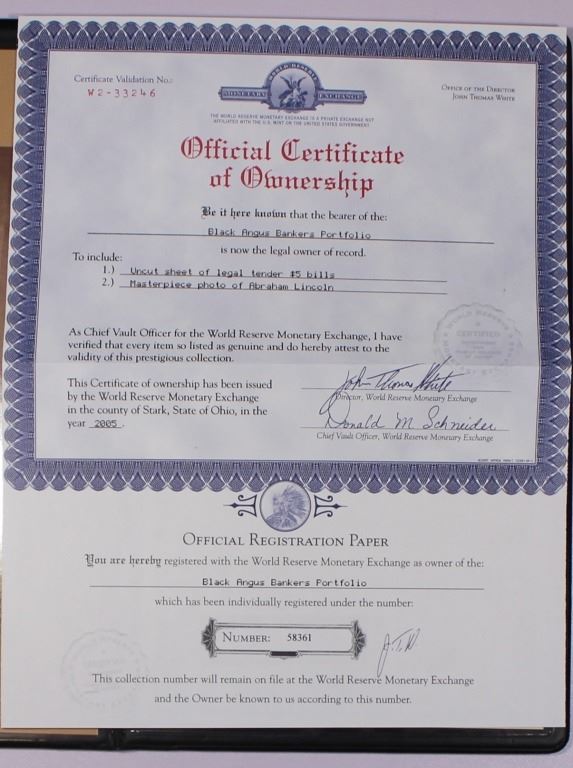 Certificate Validation No.:
W2-33246
WORLD RESERVE
MONETARY EXCHANGE
OFFICE OF THE DIRECTOR
JOHN THOMAS WHITE
THE WORLD RESERVE MONETARY EXCHANGE IS A PRIVATE EXCHANGE NOT
AFFILIATED WITH THE U.S. MINT OR THE UNITED STATES GOVERNMENT
Official Certificate
of Ownership
Be it here known that the bearer of the:
Black Angus Bankers Portfolio
is now the legal owner of record.
To include:
1.) Uncut sheet of legal tender $5 bills
2.) Masterpiece photo of Abraham Lincoln
As Chief Vault Officer for the World Reserve Monetary Exchange, I have
verified that every item so listed as genuine and do hereby attest to the
validity of this prestigious collection.
This Certificate of ownership has been issued
by the World Reserve Monetary Exchange
in the county of Stark, State of Ohio, in the
year 2005.
WORLD RESERVE
CERTIFIED
John Thomas White
Director, World Reserve Monetary Exchange
Donald M Schneider
Chief Vault Officer, World Reserve Monetary Exchange
OFFICIAL REGISTRATION PAPER
You are hereby registered with the World Reserve Monetary Exchange as owner of the:
Black Angus Bankers Portfolio
which has been individually registered under the number:
NUMBER: 58361
J.T.W.
This collection number will remain on file at the World Reserve Monetary Exchange
and the Owner be known to us according to this number.